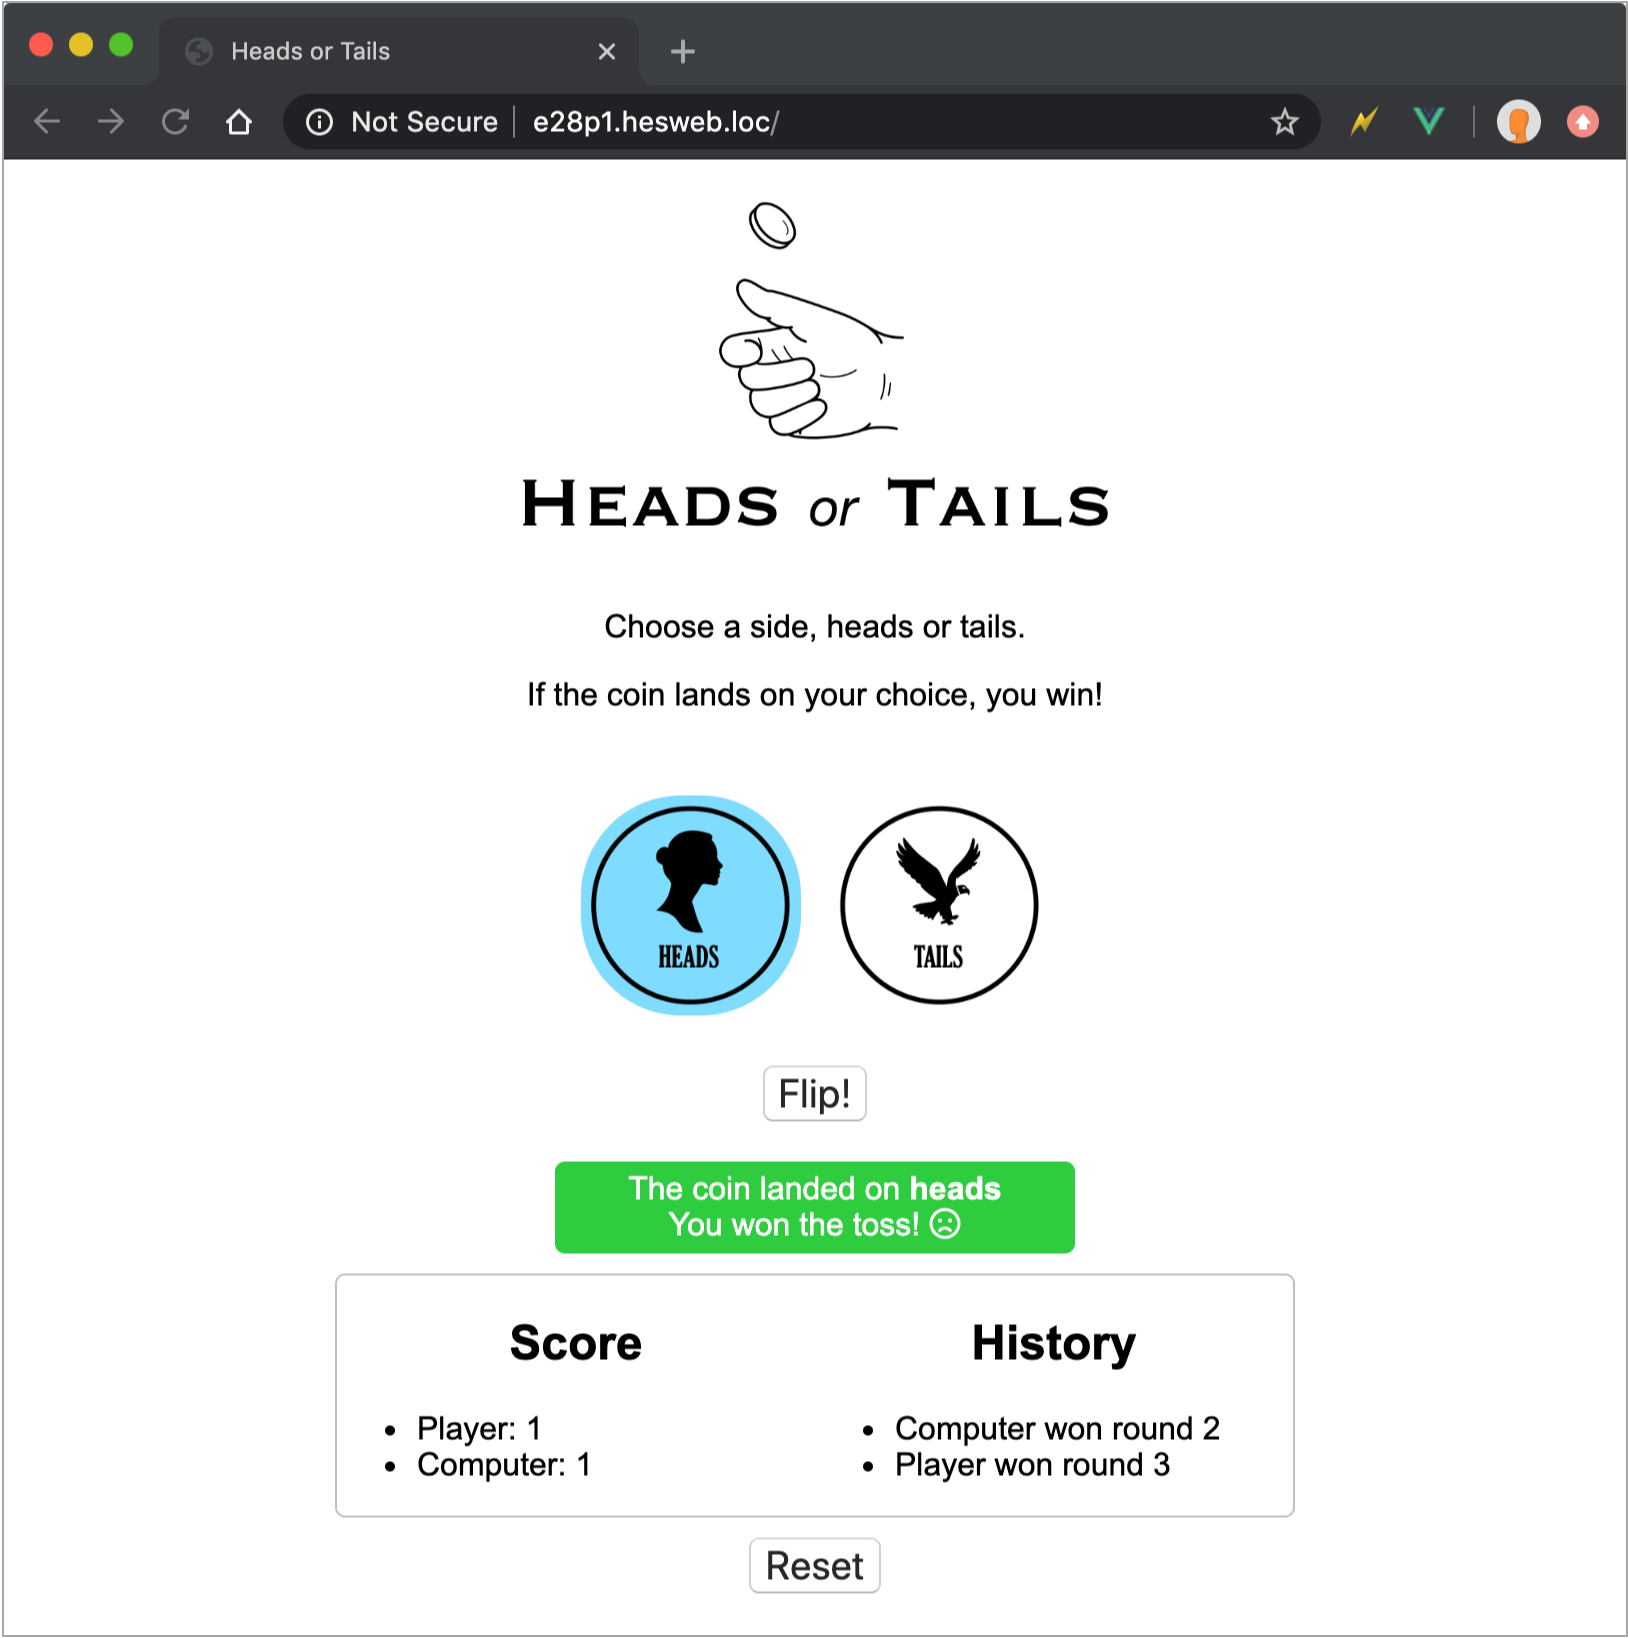 Heads or Tails
Not Secure
e28p1.hesweb.loc/
HEADS or TAILS
Choose a side, heads or tails.
If the coin lands on your choice, you win!
HEADS
TAILS
Flip!
The coin landed on heads
You won the toss!
Score
Player: 1
Computer: 1
History
Computer won round 2
Player won round 3
Reset